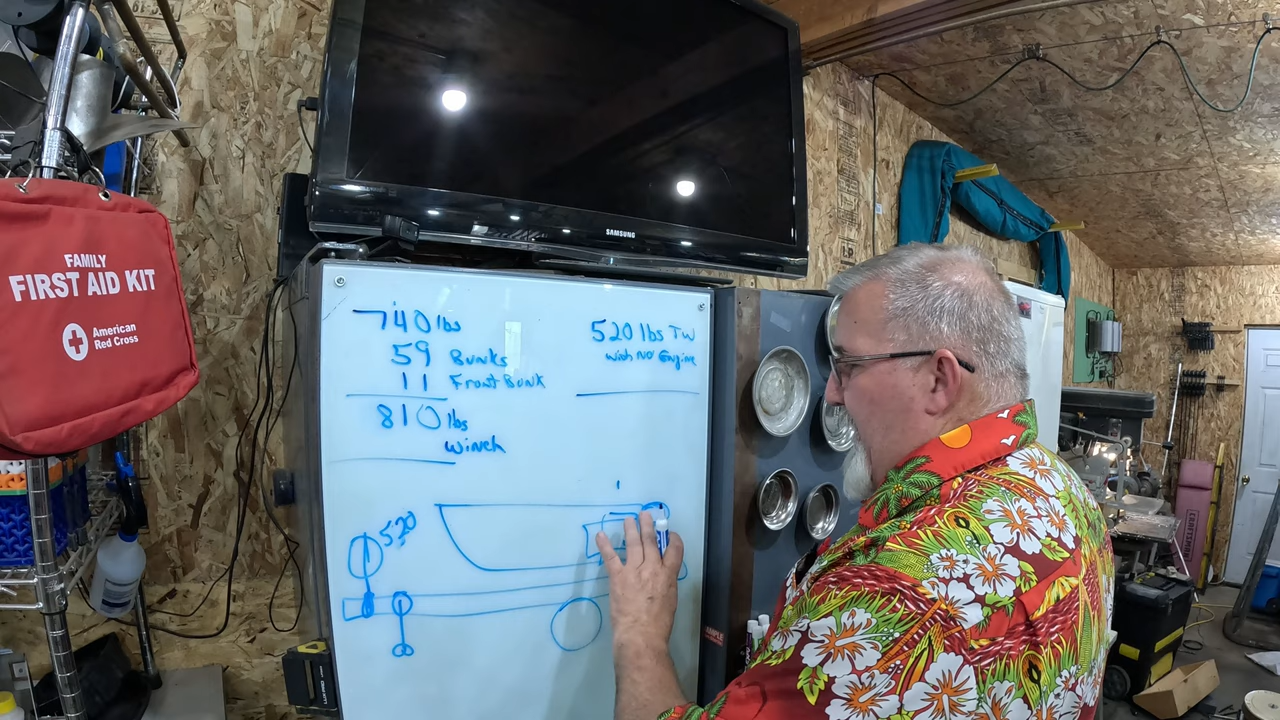 FAMILY
FIRST AID KIT
American
Red Cross
SAMSUNG
740 lbs
59 Bunks
11 Front Bunk
810 lbs
winch
520 lbs TW
with No Engine
520
CRAFTSMAN